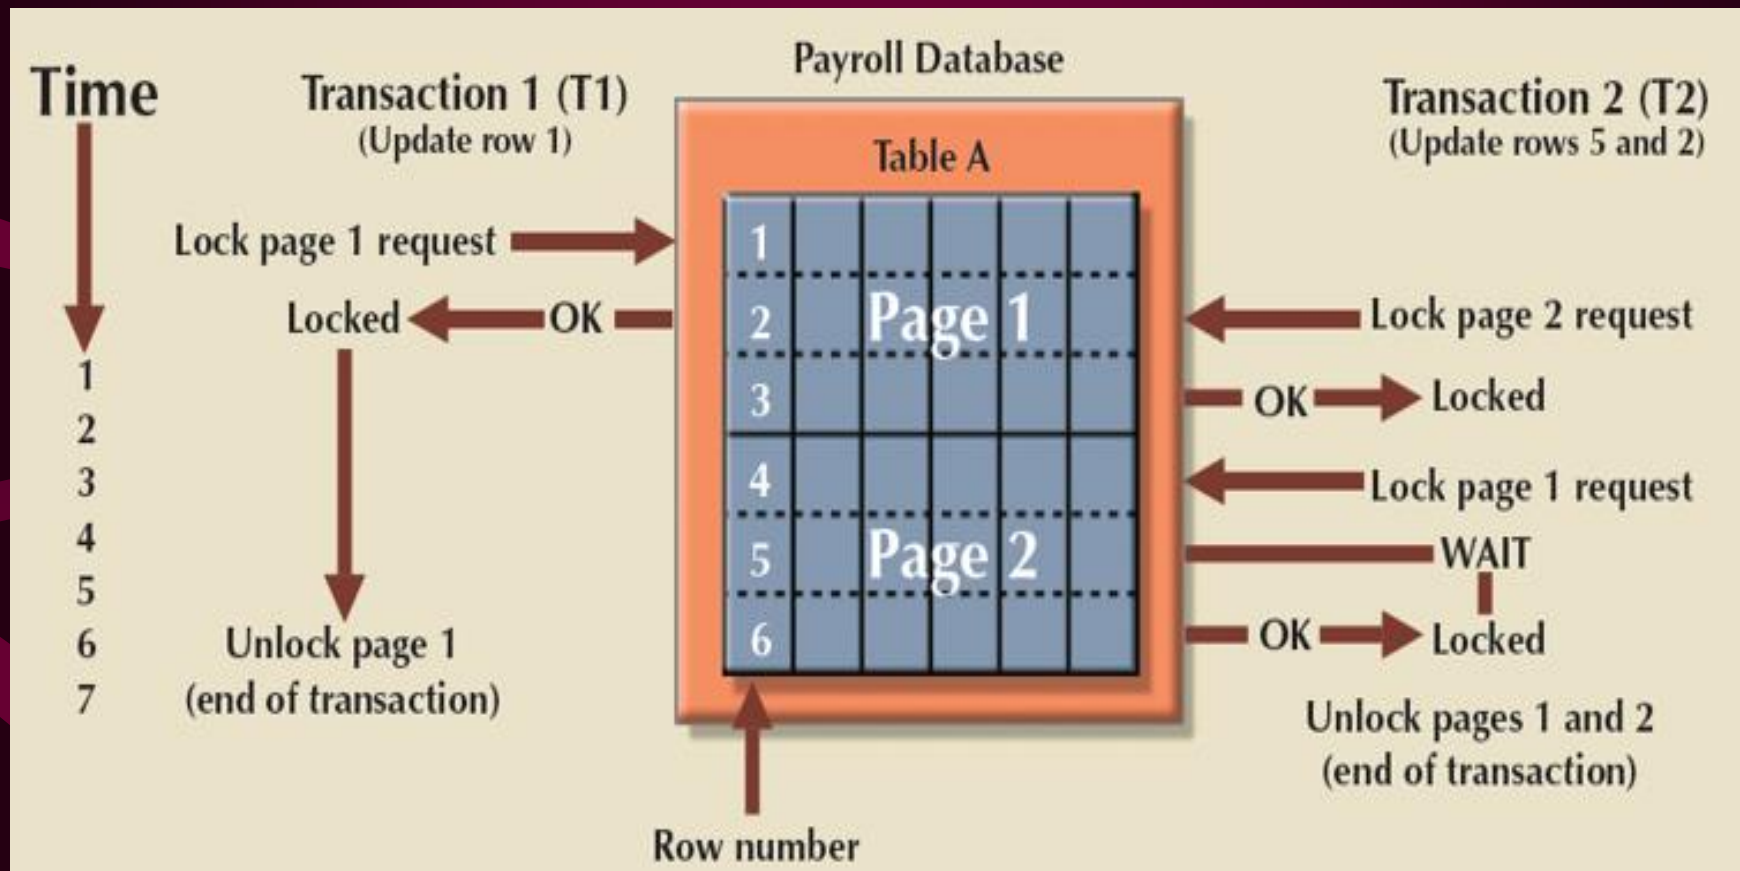 Payroll Database
Time
Transaction 1 (T1)
(Update row 1)
Transaction 2 (T2)
(Update rows 5 and 2)
Table A
Lock page 1 request
Locked
OK
Unlock page 1
(end of transaction)
1
2
3
4
5
6
7
1
2
3
4
5
6
Page 1
Page 2
Lock page 2 request
OK
Locked
Lock page 1 request
WAIT
OK
Locked
Unlock pages 1 and 2
(end of transaction)
Row number